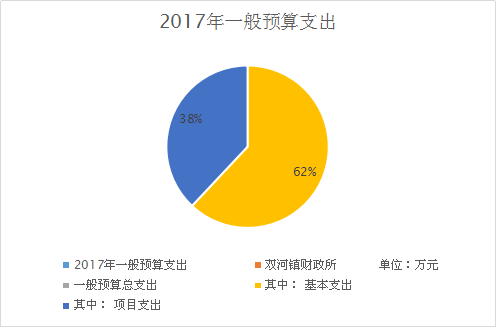 2017年一般预算支出
38%
62%
2017年一般预算支出
双河镇财政所 单位：万元
一般预算总支出
其中： 基本支出
其中： 项目支出